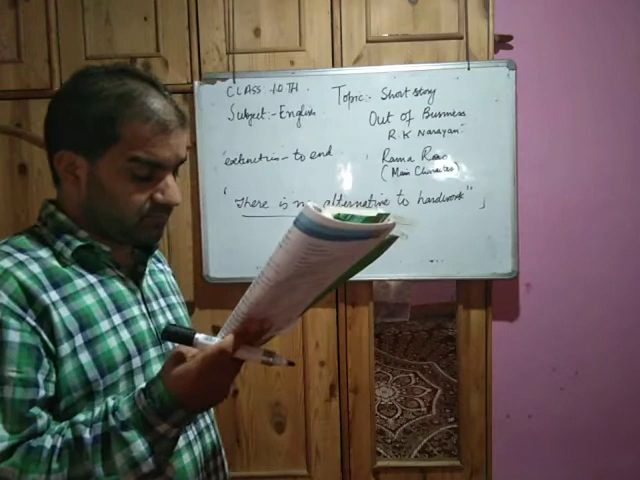 CLASS 10TH
Topic:- Short story
Subject:- English
Out of Business
R K Narayan
to end
Rama Rao
(Main Character)
"There is no alternative to hardwork"